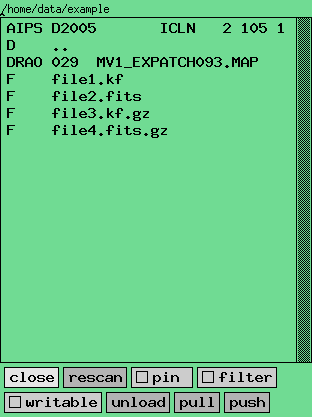 /home/data/example
AIPS D2005 ICLN 2 105 1
D ..
DRAO 029 MV1_EXPATCH093.MAP
F file1.kf
F file2.fits
F file3.kf.gz
F file4.fits.gz
close rescan pin filter
writable unload pull push